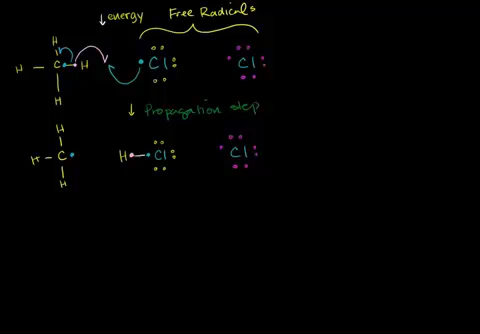 ↓ energy Free Radicals
H
H — C — H Cl Cl
H
↓ Propagation step
H
H — C H — Cl Cl
H